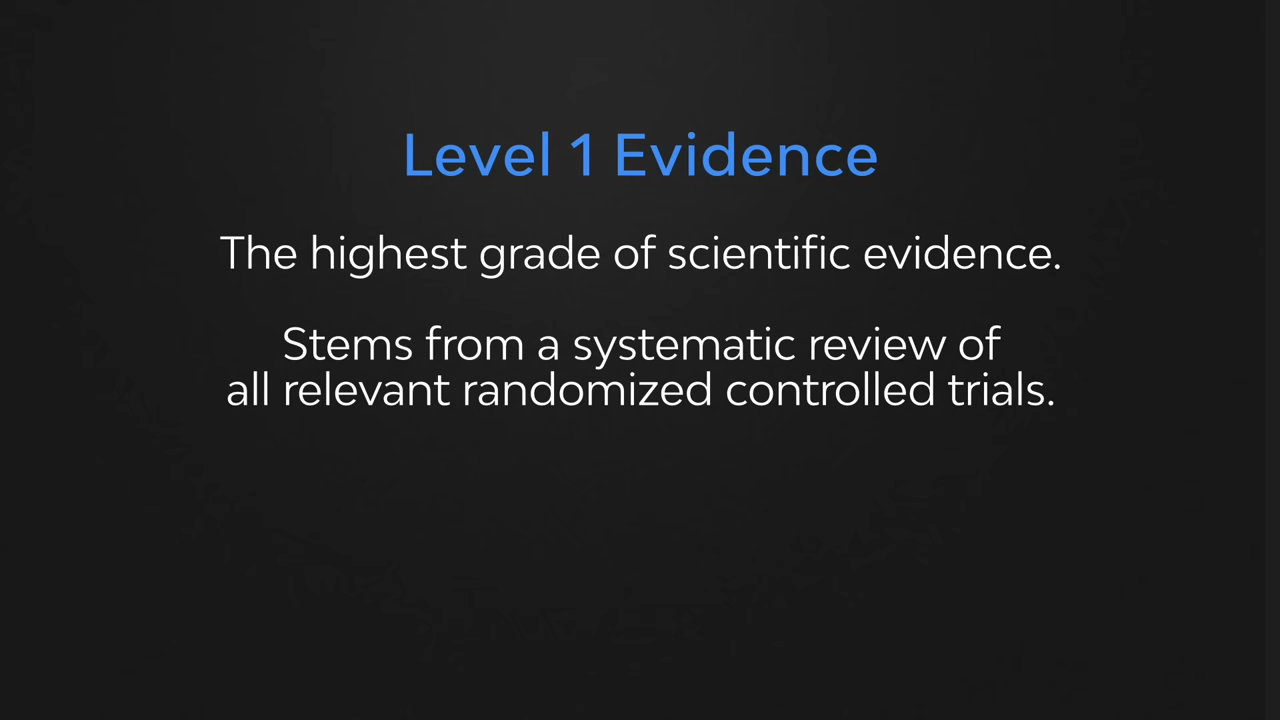 Level 1 Evidence
The highest grade of scientific evidence.
Stems from a systematic review of
all relevant randomized controlled trials.